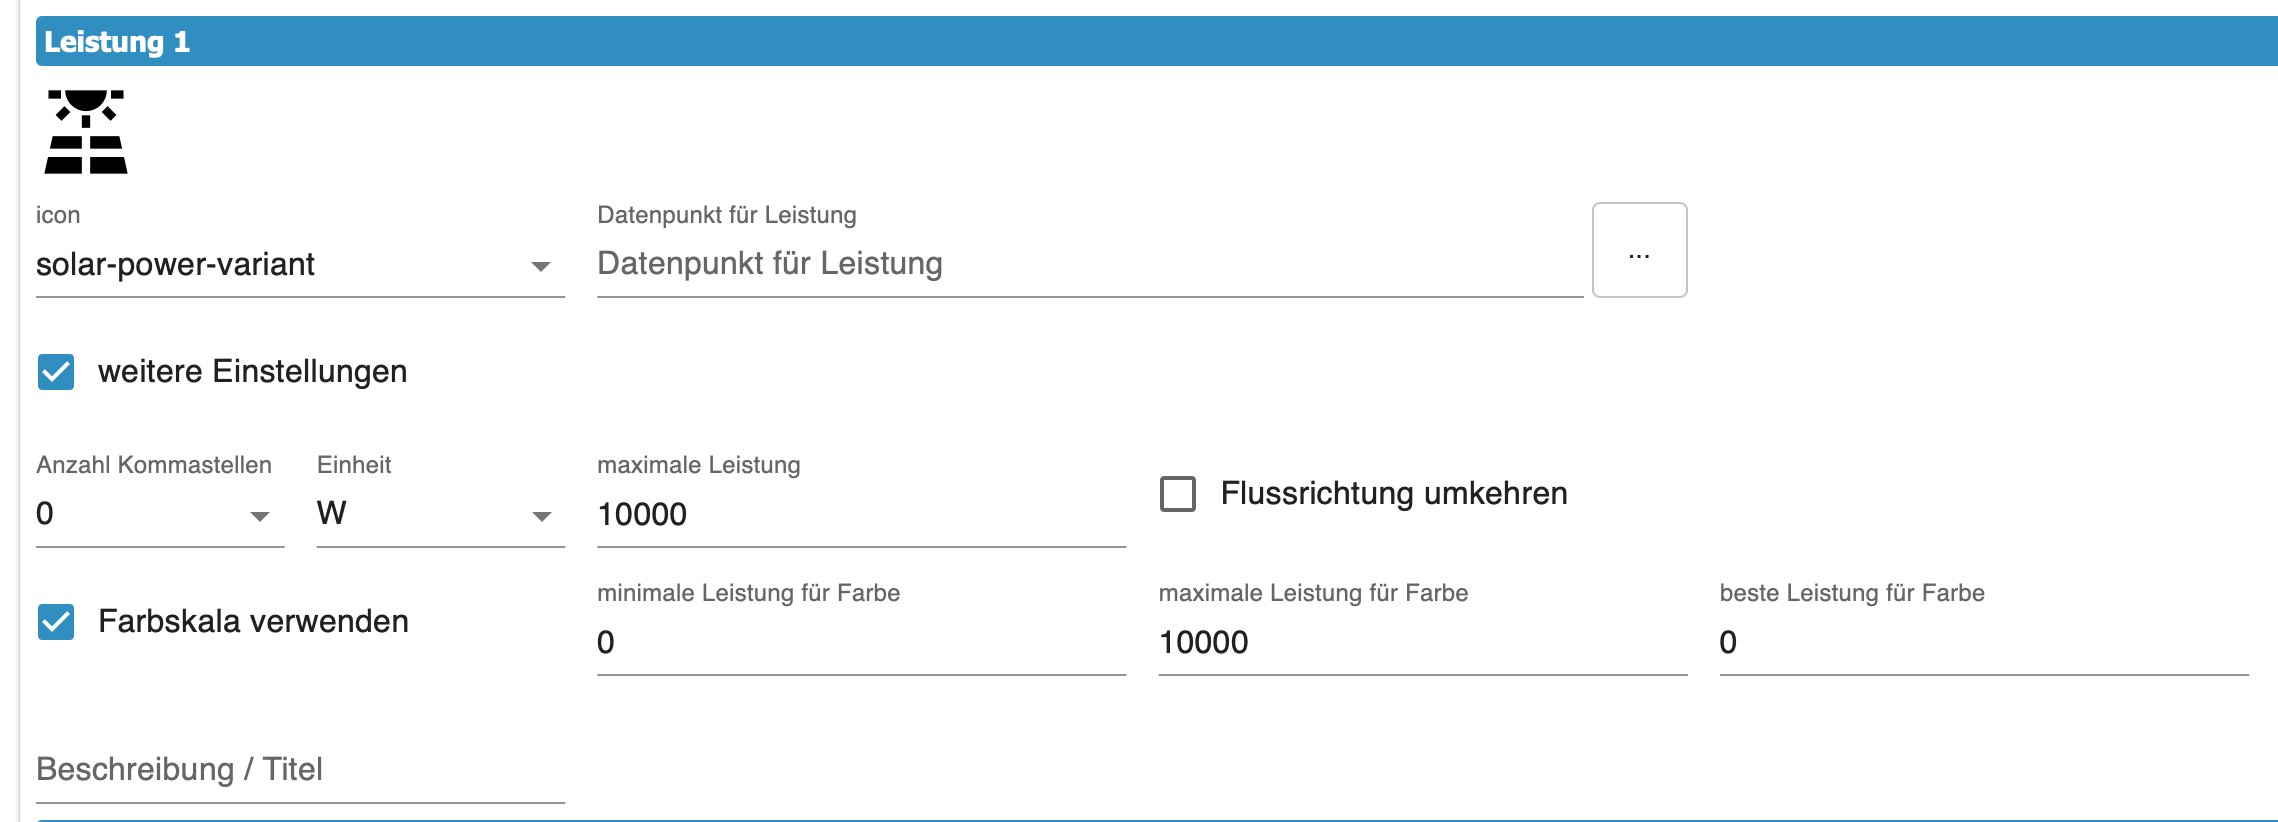 Leistung 1
icon
Datenpunkt für Leistung
solar-power-variant
Datenpunkt für Leistung
...
weitere Einstellungen
Anzahl Kommastellen
Einheit
maximale Leistung
0
W
10000
Flussrichtung umkehren
Farbskala verwenden
minimale Leistung für Farbe
maximale Leistung für Farbe
beste Leistung für Farbe
0
10000
0
Beschreibung / Titel